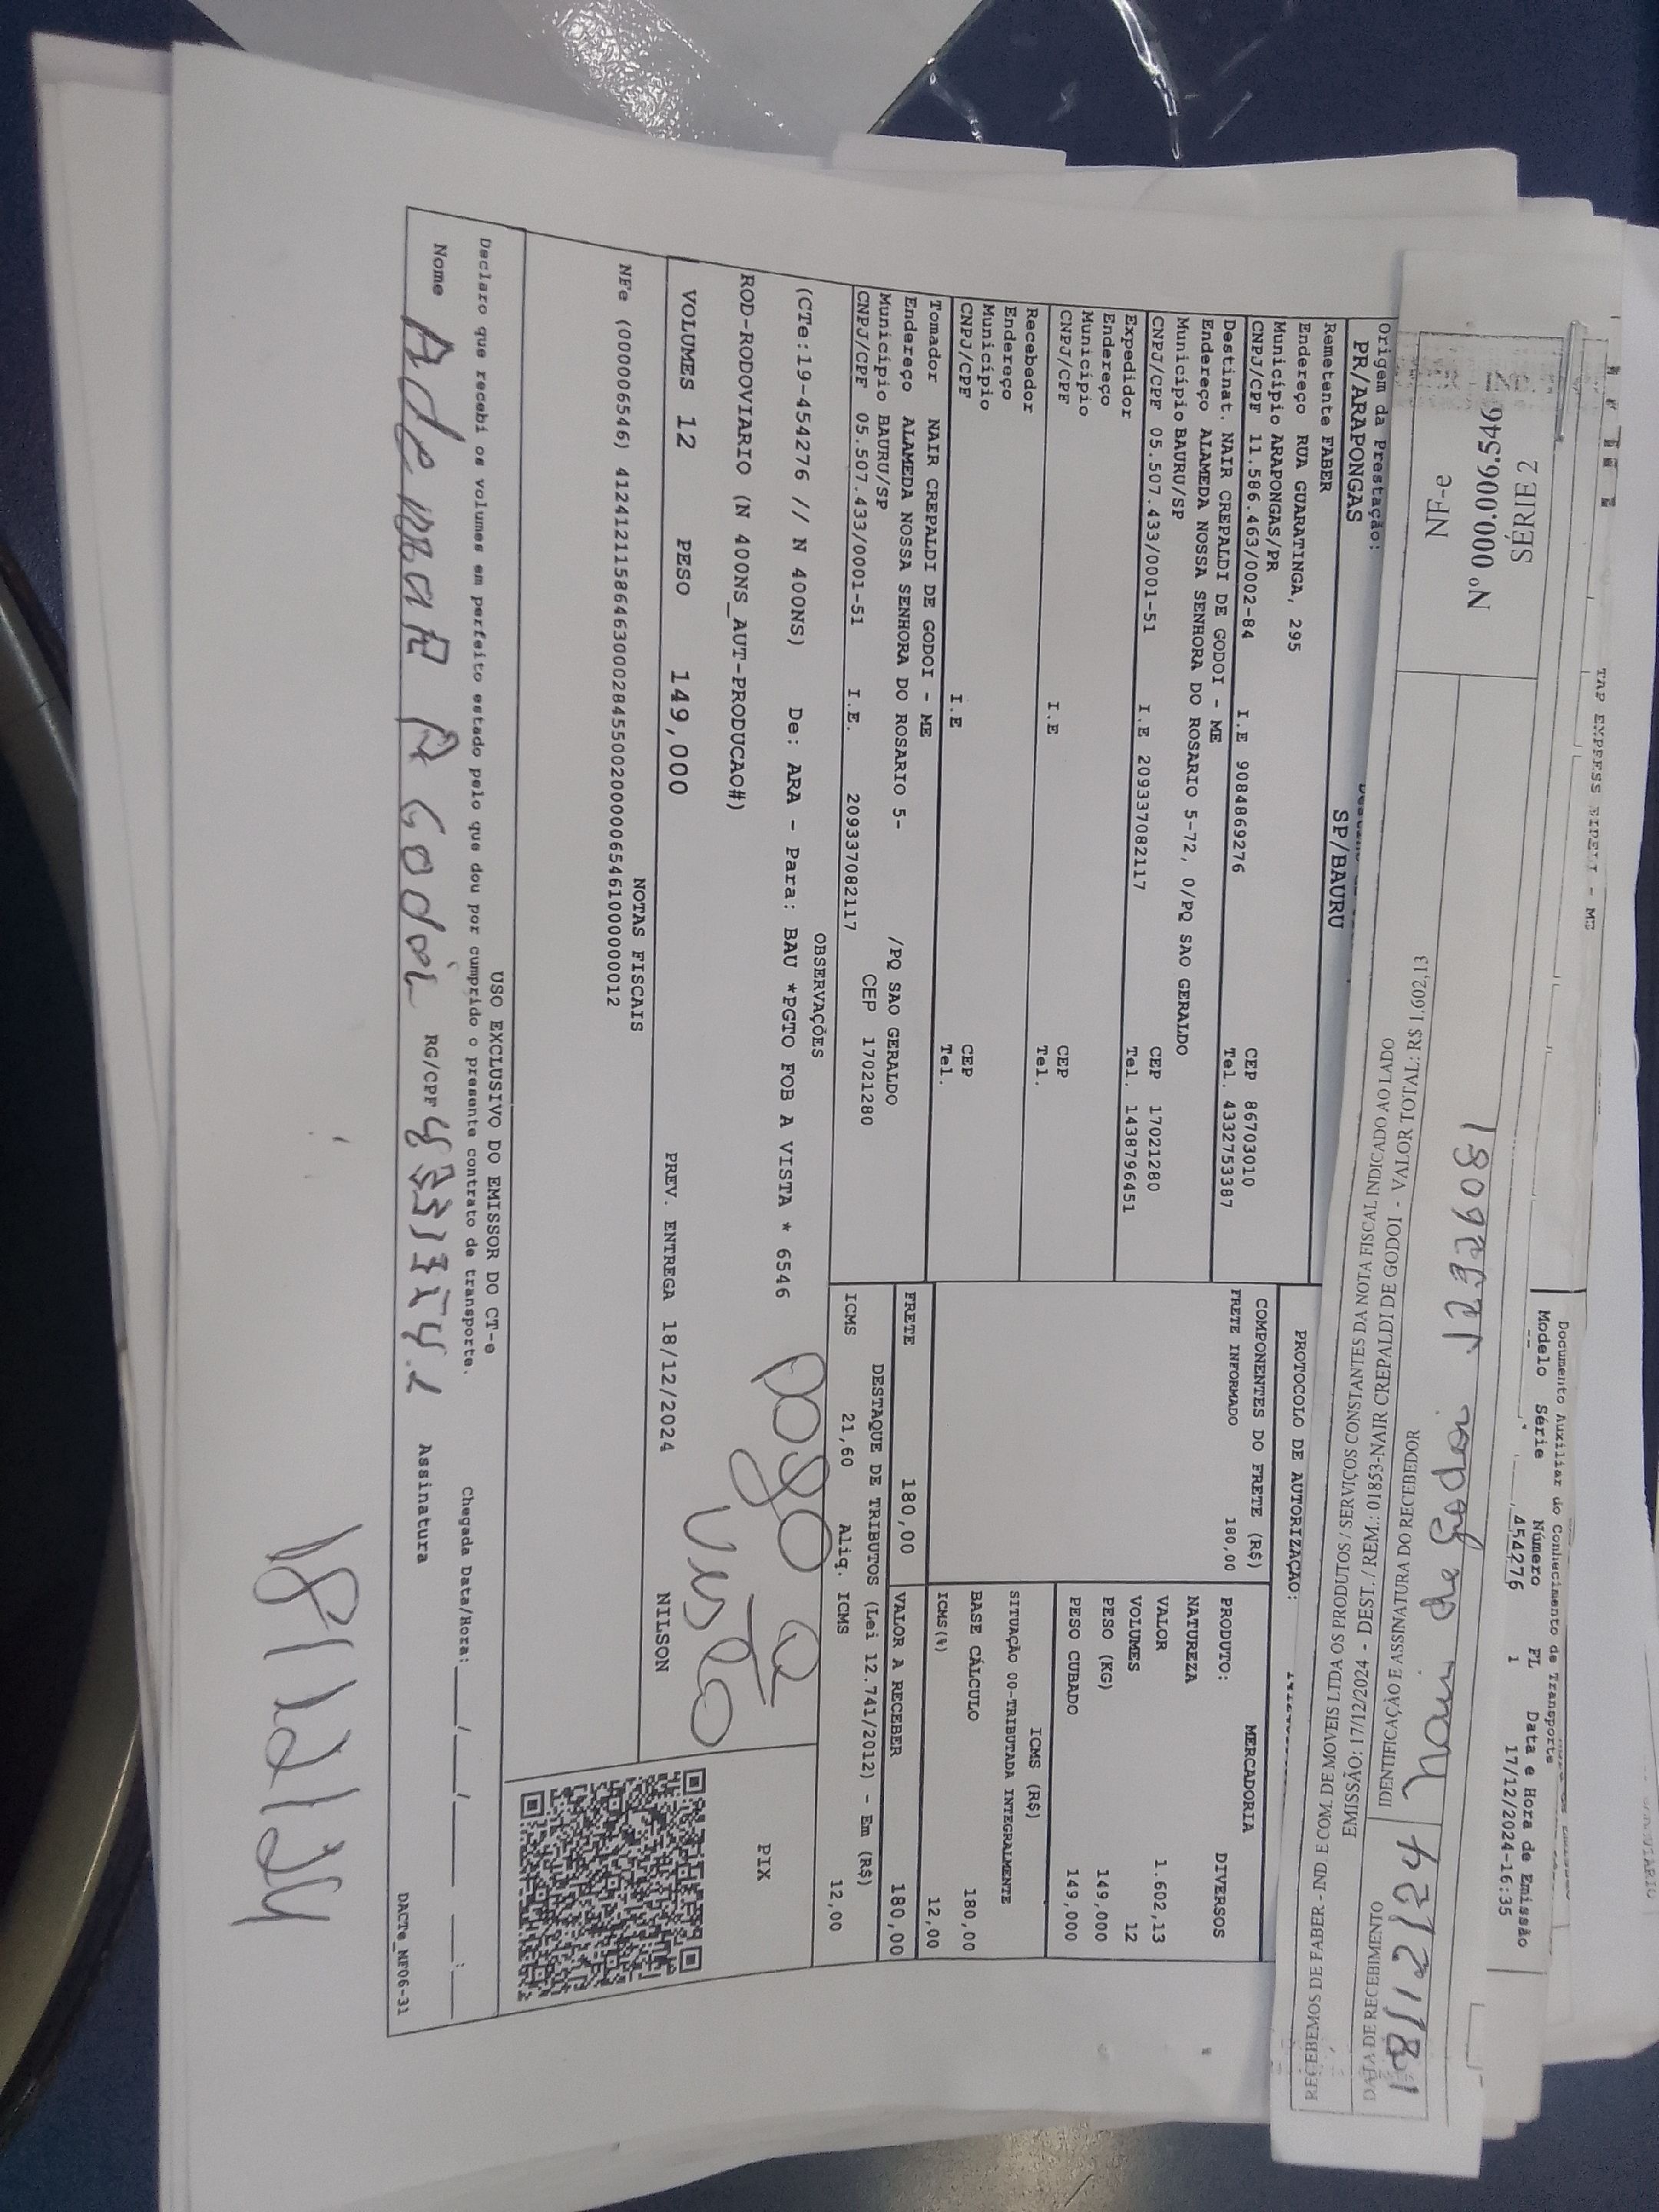 TAP EXPRESS EIRELI - ME
Documento Auxiliar do Conhecimento de Transporte
Modelo Série Número FL Data e Hora de Emissão
454276 1 17/12/2024-16:35
NF-e
Nº 000.006.546
SÉRIE 2
RECEBEMOS DE FABER - IND. E COM. DE MOVEIS LTDA OS PRODUTOS / SERVIÇOS CONSTANTES DA NOTA FISCAL INDICADO AO LADO
EMISSÃO: 17/12/2024 - DEST. / REM.: 01853-NAIR CREPALDI DE GODOI - VALOR TOTAL: R$ 1.602,13
DATA DE RECEBIMENTO
IDENTIFICAÇÃO E ASSINATURA DO RECEBEDOR
Origem da Prestação:
PR/ARAPONGAS
SP/BAURU
PROTOCOLO DE AUTORIZAÇÃO:
Remetente FABER
Endereço RUA GUARATINGA, 295
Município ARAPONGAS/PR CEP 86703010
CNPJ/CPF 11.586.463/0002-84 I.E 9084869276 Tel. 4332753387
Destinat. NAIR CREPALDI DE GODOI - ME
Endereço ALAMEDA NOSSA SENHORA DO ROSARIO 5-72, 0/PQ SAO GERALDO
Município BAURU/SP CEP 17021280
CNPJ/CPF 05.507.433/0001-51 I.E 209337082117 Tel. 1438796451
Expedidor
Endereço
Município CEP
CNPJ/CPF I.E Tel.
Recebedor
Endereço
Município CEP
CNPJ/CPF I.E Tel.
Tomador NAIR CREPALDI DE GODOI - ME
Endereço ALAMEDA NOSSA SENHORA DO ROSARIO 5- /PQ SAO GERALDO
Município BAURU/SP CEP 17021280
CNPJ/CPF 05.507.433/0001-51 I.E. 209337082117
COMPONENTES DO FRETE (R$)
FRETE INFORMADO 180,00
FRETE 180,00
MERCADORIA
PRODUTO: DIVERSOS
NATUREZA
VALOR 1.602,13
VOLUMES 12
PESO (KG) 149,000
PESO CUBADO 149,000
ICMS (R$)
SITUAÇÃO 00-TRIBUTADA INTEGRALMENTE
BASE CÁLCULO 180,00
ICMS(%) 12,00
VALOR A RECEBER 180,00
DESTAQUE DE TRIBUTOS (Lei 12.741/2012) - Em (R$)
ICMS 21,60 Aliq. ICMS 12,00
OBSERVAÇÕES
(CTe:19-454276 // N 400NS) De: ARA - Para: BAU *PGTO FOB A VISTA * 6546
ROD-RODOVIARIO (N 400NS_AUT-PRODUCAO#)
pago a
vista
PIX
VOLUMES 12 PESO 149,000 PREV. ENTREGA 18/12/2024 NILSON
NOTAS FISCAIS
NFe (000006546) 41241211586463000284550020000065461000000012
USO EXCLUSIVO DO EMISSOR DO CT-e
Declaro que recebi os volumes em perfeito estado pelo que dou por cumprido o presente contrato de transporte.
Chegada Data/Hora: __/__/__ __:__
Nome Ademar A Godoi RG/CPF Assinatura
DACTe_NF06-31
18/12/24